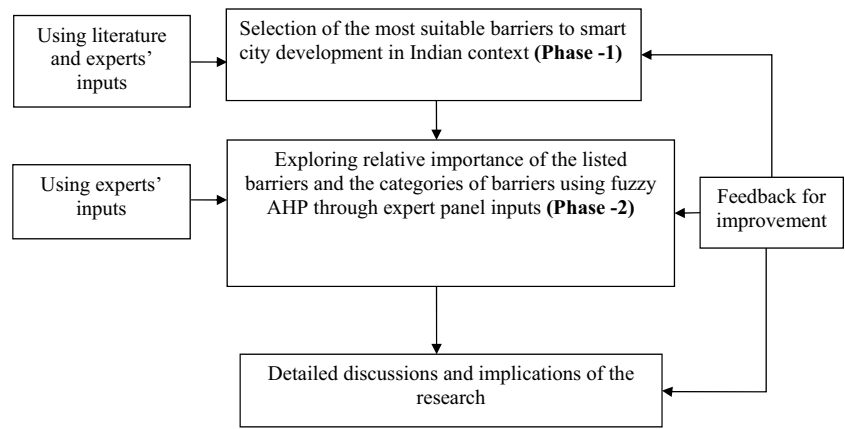 Using literature
and experts’
inputs
Selection of the most suitable barriers to smart
city development in Indian context (Phase -1)
Using experts’
inputs
Exploring relative importance of the listed
barriers and the categories of barriers using fuzzy
AHP through expert panel inputs (Phase -2)
Feedback for
improvement
Detailed discussions and implications of the
research